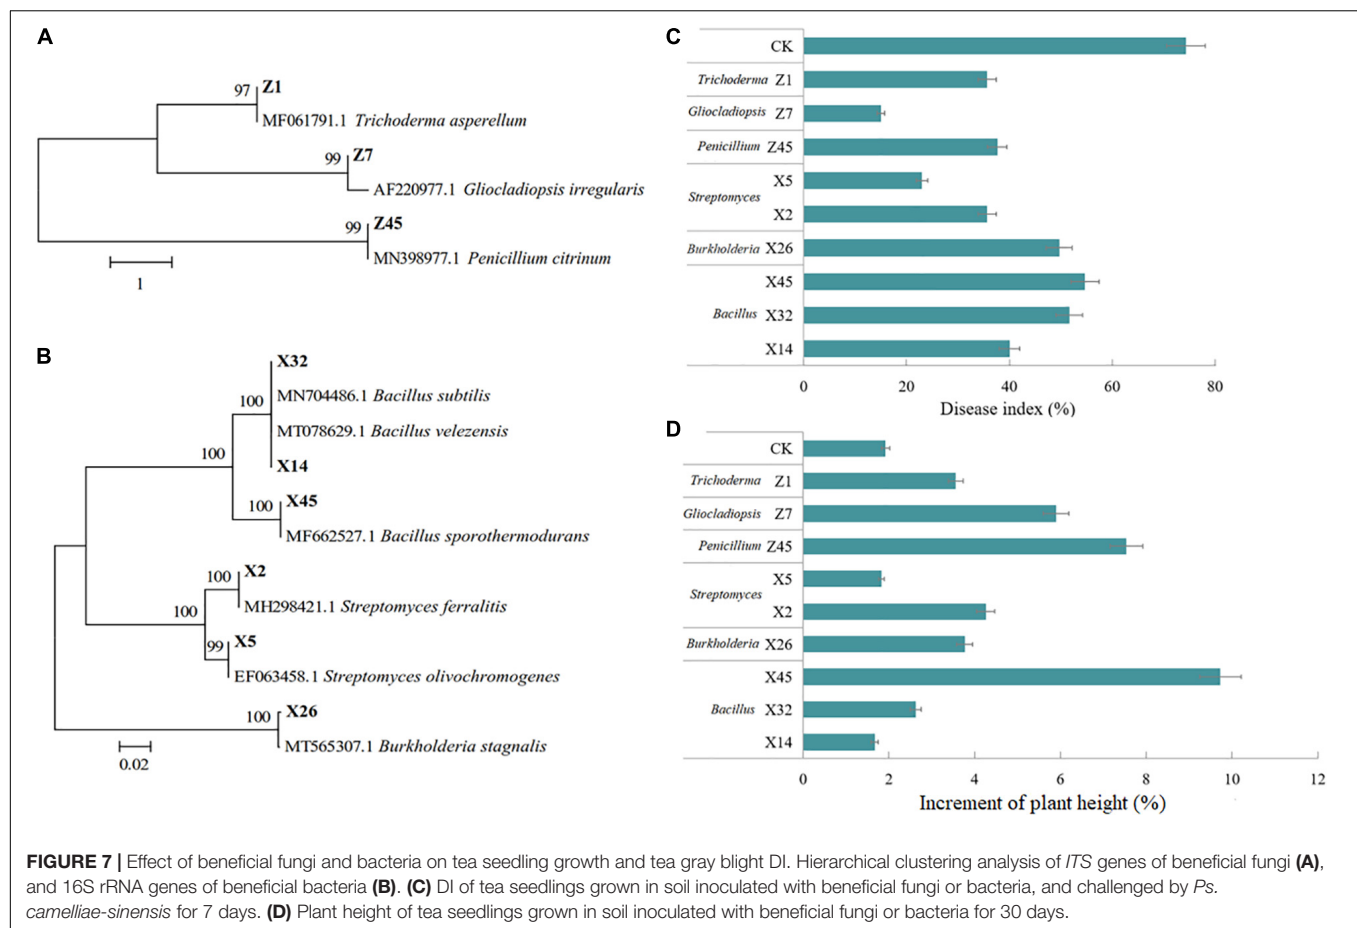 A
97 Z1
MF061791.1 Trichoderma asperellum
99 Z7
AF220977.1 Gliocladiopsis irregularis
99 Z45
MN398977.1 Penicillium citrinum
1
B
X32
MN704486.1 Bacillus subtilis
100
MT078629.1 Bacillus velezensis
100
X14
100 X45
MF662527.1 Bacillus sporothermodurans
100 X2
MH298421.1 Streptomyces ferralitis
100
99 X5
EF063458.1 Streptomyces olivochromogenes
100 X26
MT565307.1 Burkholderia stagnalis
0.02
C
CK
Trichoderma Z1
Gliocladiopsis Z7
Penicillium Z45
X5
Streptomyces
X2
Burkholderia X26
X45
Bacillus X32
X14
0 20 40 60 80
Disease index (%)
D
CK
Trichoderma Z1
Gliocladiopsis Z7
Penicillium Z45
X5
Streptomyces
X2
Burkholderia X26
X45
Bacillus X32
X14
0 2 4 6 8 10 12
Increment of plant height (%)
FIGURE 7 | Effect of beneficial fungi and bacteria on tea seedling growth and tea gray blight DI. Hierarchical clustering analysis of ITS genes of beneficial fungi (A),
and 16S rRNA genes of beneficial bacteria (B). (C) DI of tea seedlings grown in soil inoculated with beneficial fungi or bacteria, and challenged by Ps.
camelliae-sinensis for 7 days. (D) Plant height of tea seedlings grown in soil inoculated with beneficial fungi or bacteria for 30 days.